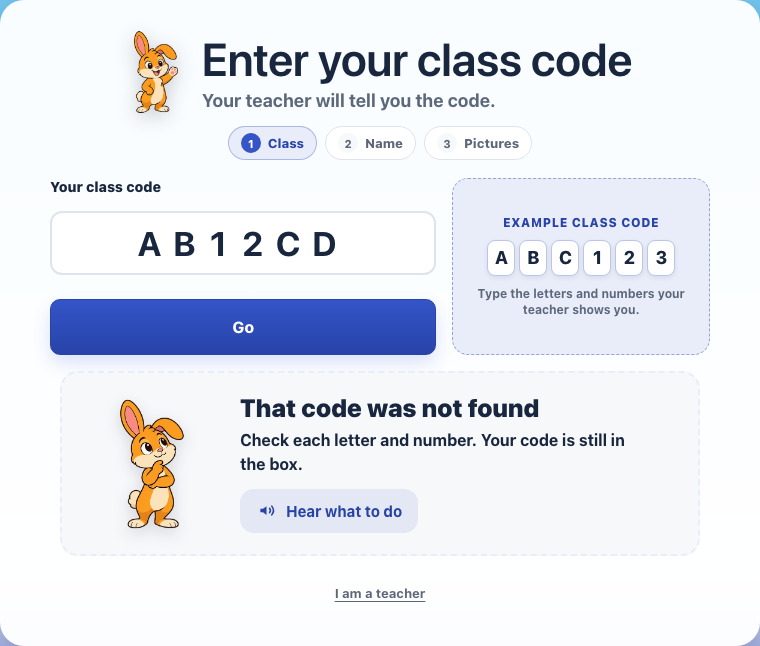 Enter your class code
Your teacher will tell you the code.
1 Class
2 Name
3 Pictures
Your class code
AB12CD
Go
EXAMPLE CLASS CODE
A B C 1 2 3
Type the letters and numbers your
teacher shows you.
That code was not found
Check each letter and number. Your code is still in
the box.
Hear what to do
I am a teacher